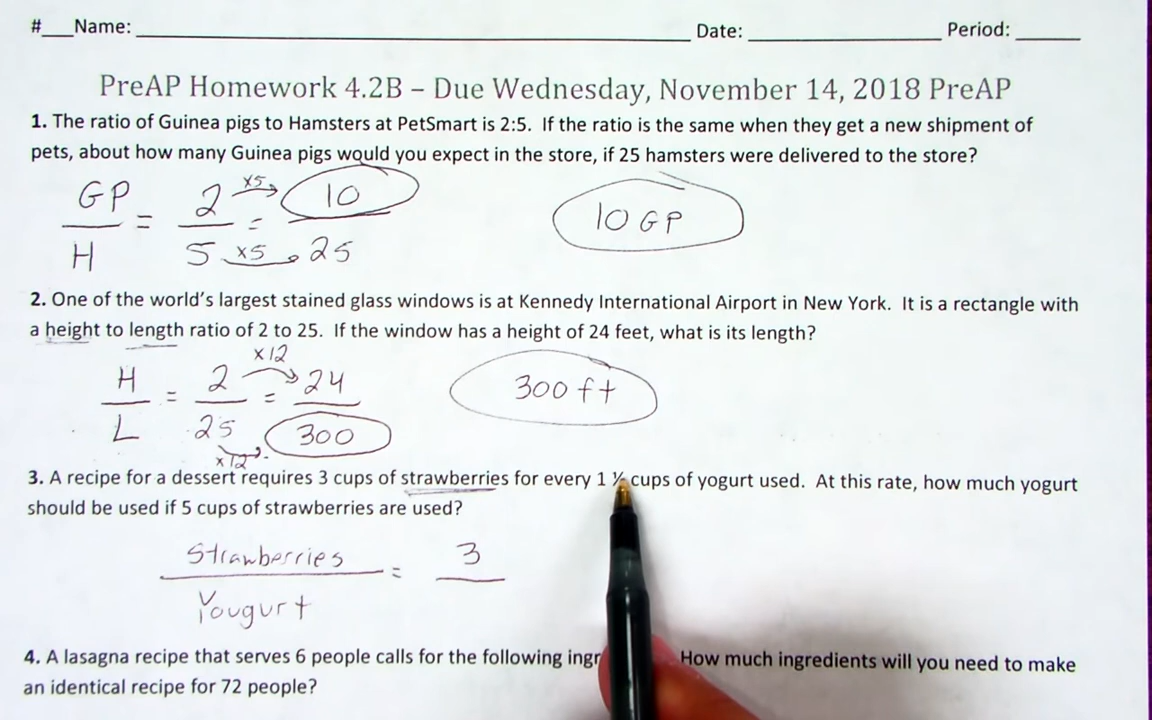 #___Name: ______ Date: ______ Period: ______
PreAP Homework 4.2B – Due Wednesday, November 14, 2018 PreAP
1. The ratio of Guinea pigs to Hamsters at PetSmart is 2:5. If the ratio is the same when they get a new shipment of
pets, about how many Guinea pigs would you expect in the store, if 25 hamsters were delivered to the store?
GP = 2 x5 = 10
10 GP
H 5 x5 25
2. One of the world's largest stained glass windows is at Kennedy International Airport in New York. It is a rectangle with
a height to length ratio of 2 to 25. If the window has a height of 24 feet, what is its length?
x12
H = 2 = 24
300 ft
L 25 300
x12
3. A recipe for a dessert requires 3 cups of strawberries for every 1 cups of yogurt used. At this rate, how much yogurt
should be used if 5 cups of strawberries are used?
Strawberries = 3
Yougurt
4. A lasagna recipe that serves 6 people calls for the following How much ingredients will you need to make
an identical recipe for 72 people?